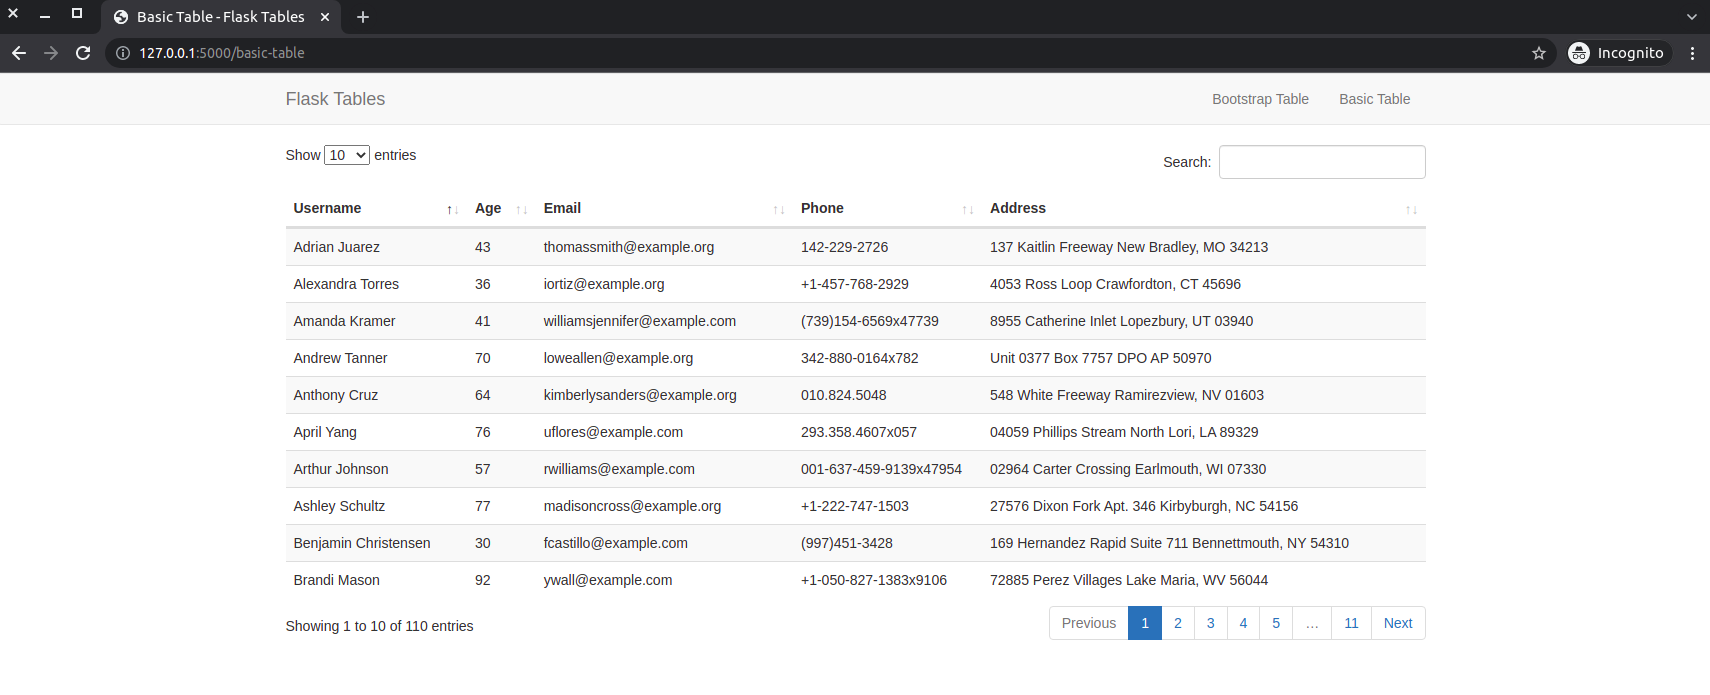 Basic Table - Flask Tables
127.0.0.1:5000/basic-table
Incognito
Flask Tables Bootstrap Table Basic Table
Show 10 entries Search:
Username ↑↓ Age ↑↓ Email ↑↓ Phone ↑↓ Address ↑↓
Adrian Juarez 43 thomassmith@example.org 142-229-2726 137 Kaitlin Freeway New Bradley, MO 34213
Alexandra Torres 36 iortiz@example.org +1-457-768-2929 4053 Ross Loop Crawfordton, CT 45696
Amanda Kramer 41 williamsjennifer@example.com (739)154-6569x47739 8955 Catherine Inlet Lopezbury, UT 03940
Andrew Tanner 70 loweallen@example.org 342-880-0164x782 Unit 0377 Box 7757 DPO AP 50970
Anthony Cruz 64 kimberlysanders@example.org 010.824.5048 548 White Freeway Ramirezview, NV 01603
April Yang 76 uflores@example.com 293.358.4607x057 04059 Phillips Stream North Lori, LA 89329
Arthur Johnson 57 rwilliams@example.com 001-637-459-9139x47954 02964 Carter Crossing Earlmouth, WI 07330
Ashley Schultz 77 madisoncross@example.org +1-222-747-1503 27576 Dixon Fork Apt. 346 Kirbyburgh, NC 54156
Benjamin Christensen 30 fcastillo@example.com (997)451-3428 169 Hernandez Rapid Suite 711 Bennettmouth, NY 54310
Brandi Mason 92 ywall@example.com +1-050-827-1383x9106 72885 Perez Villages Lake Maria, WV 56044
Showing 1 to 10 of 110 entries Previous 1 2 3 4 5 … 11 Next